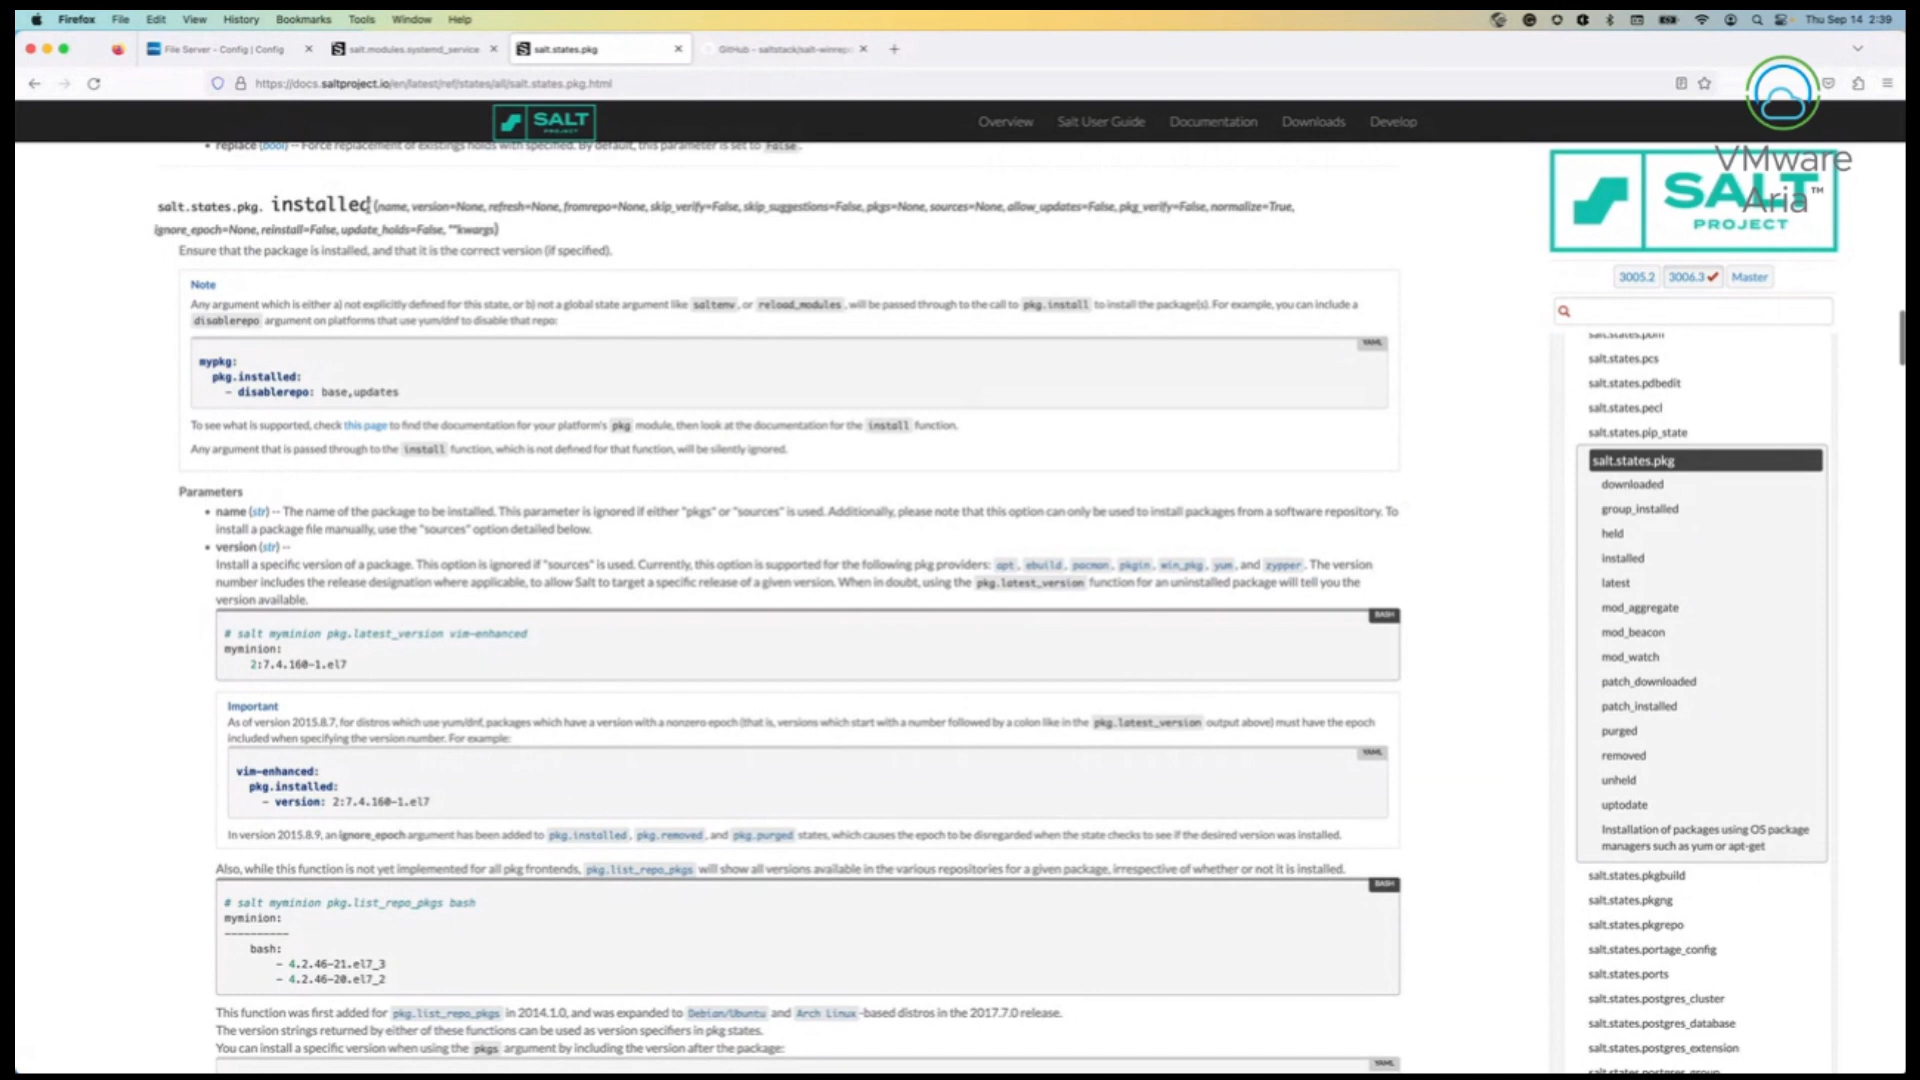 Firefox File Edit View History Bookmarks Tools Window Help Thu Sep 14 2:39
File Server - Config | Config salt.modules.systemd_service salt.states.pkg GitHub - saltstack/salt-winrep
https://docs.saltproject.io/en/latest/ref/states/all/salt.states.pkg.html
SALT PROJECT Overview Salt User Guide Documentation Downloads Develop
• replace (bool) -- Force replacement of existings holds with specified. By default, this parameter is set to False.
salt.states.pkg.installed(name, version=None, refresh=None, fromrepo=None, skip_verify=False, skip_suggestions=False, pkgs=None, sources=None, allow_updates=False, pkg_verify=False, normalize=True,
ignore_epoch=None, reinstall=False, update_holds=False, **kwargs)
Ensure that the package is installed, and that it is the correct version (if specified).
Note
Any argument which is either a) not explicitly defined for this state, or b) not a global state argument like saltenv, or reload_modules, will be passed through to the call to pkg.install to install the package(s). For example, you can include a
disablerepo argument on platforms that use yum/dnf to disable that repo:
YAML
mypkg:
pkg.installed:
- disablerepo: base,updates
To see what is supported, check this page to find the documentation for your platform's pkg module, then look at the documentation for the install function.
Any argument that is passed through to the install function, which is not defined for that function, will be silently ignored.
Parameters
• name (str) -- The name of the package to be installed. This parameter is ignored if either "pkgs" or "sources" is used. Additionally, please note that this option can only be used to install packages from a software repository. To
install a package file manually, use the "sources" option detailed below.
• version (str) --
Install a specific version of a package. This option is ignored if "sources" is used. Currently, this option is supported for the following pkg providers: apt, ebuild, pacman, pkgin, win_pkg, yum, and zypper. The version
number includes the release designation where applicable, to allow Salt to target a specific release of a given version. When in doubt, using the pkg.latest_version function for an uninstalled package will tell you the
version available.
BASH
# salt myminion pkg.latest_version vim-enhanced
myminion:
2:7.4.160-1.el7
Important
As of version 2015.8.7, for distros which use yum/dnf, packages which have a version with a nonzero epoch (that is, versions which start with a number followed by a colon like in the pkg.latest_version output above) must have the epoch
included when specifying the version number. For example:
YAML
vim-enhanced:
pkg.installed:
- version: 2:7.4.160-1.el7
In version 2015.8.9, an ignore_epoch argument has been added to pkg.installed, pkg.removed, and pkg.purged states, which causes the epoch to be disregarded when the state checks to see if the desired version was installed.
Also, while this function is not yet implemented for all pkg frontends, pkg.list_repo_pkgs will show all versions available in the various repositories for a given package, irrespective of whether or not it is installed.
BASH
# salt myminion pkg.list_repo_pkgs bash
myminion:
----------
bash:
- 4.2.46-21.el7_3
- 4.2.46-20.el7_2
This function was first added for pkg.list_repo_pkgs in 2014.1.0, and was expanded to Debian/Ubuntu and Arch Linux-based distros in the 2017.7.0 release.
The version strings returned by either of these functions can be used as version specifiers in pkg states.
You can install a specific version when using the pkgs argument by including the version after the package:
YAML
VMware
Aria™
SALT
PROJECT
3005.2 3006.3 ✔ Master
salt.states.pcs
salt.states.pdbedit
salt.states.pecl
salt.states.pip_state
salt.states.pkg
downloaded
group_installed
held
installed
latest
mod_aggregate
mod_beacon
mod_watch
patch_downloaded
patch_installed
purged
removed
unheld
uptodate
Installation of packages using OS package
managers such as yum or apt-get
salt.states.pkgbuild
salt.states.pkgng
salt.states.pkgrepo
salt.states.portage_config
salt.states.ports
salt.states.postgres_cluster
salt.states.postgres_database
salt.states.postgres_extension
salt.states.postgres_group